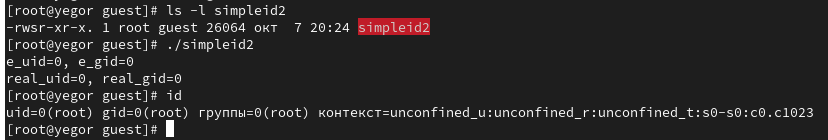 [root@yegor guest]# ls -l simpleid2
-rwsr-xr-x. 1 root guest 26064 окт  7 20:24 simpleid2
[root@yegor guest]# ./simpleid2
e_uid=0, e_gid=0
real_uid=0, real_gid=0
[root@yegor guest]# id
uid=0(root) gid=0(root) группы=0(root) контекст=unconfined_u:unconfined_r:unconfined_t:s0-s0:c0.c1023
[root@yegor guest]#